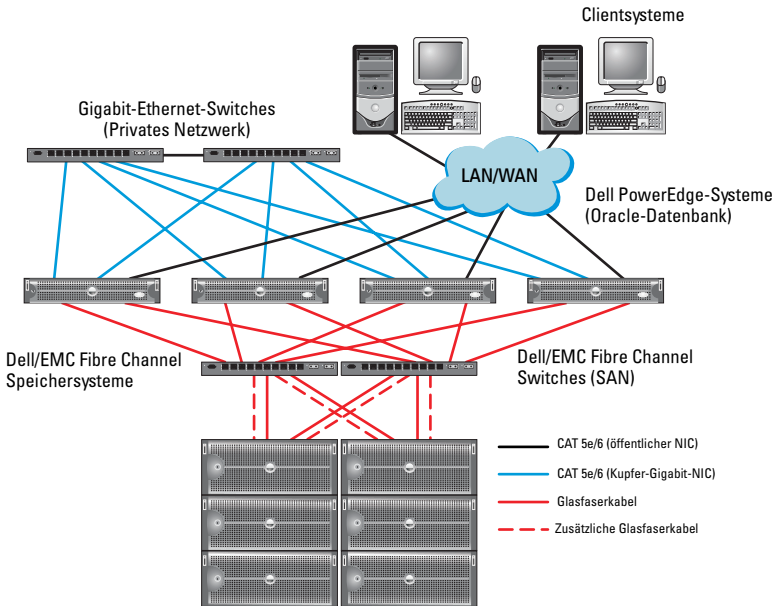 Clientsysteme
Gigabit-Ethernet-Switches
(Privates Netzwerk)
LAN/WAN
Dell PowerEdge-Systeme
(Oracle-Datenbank)
Dell/EMC Fibre Channel
Speichersysteme
Dell/EMC Fibre Channel
Switches (SAN)
CAT 5e/6 (öffentlicher NIC)
CAT 5e/6 (Kupfer-Gigabit-NIC)
Glasfaserkabel
Zusätzliche Glasfaserkabel